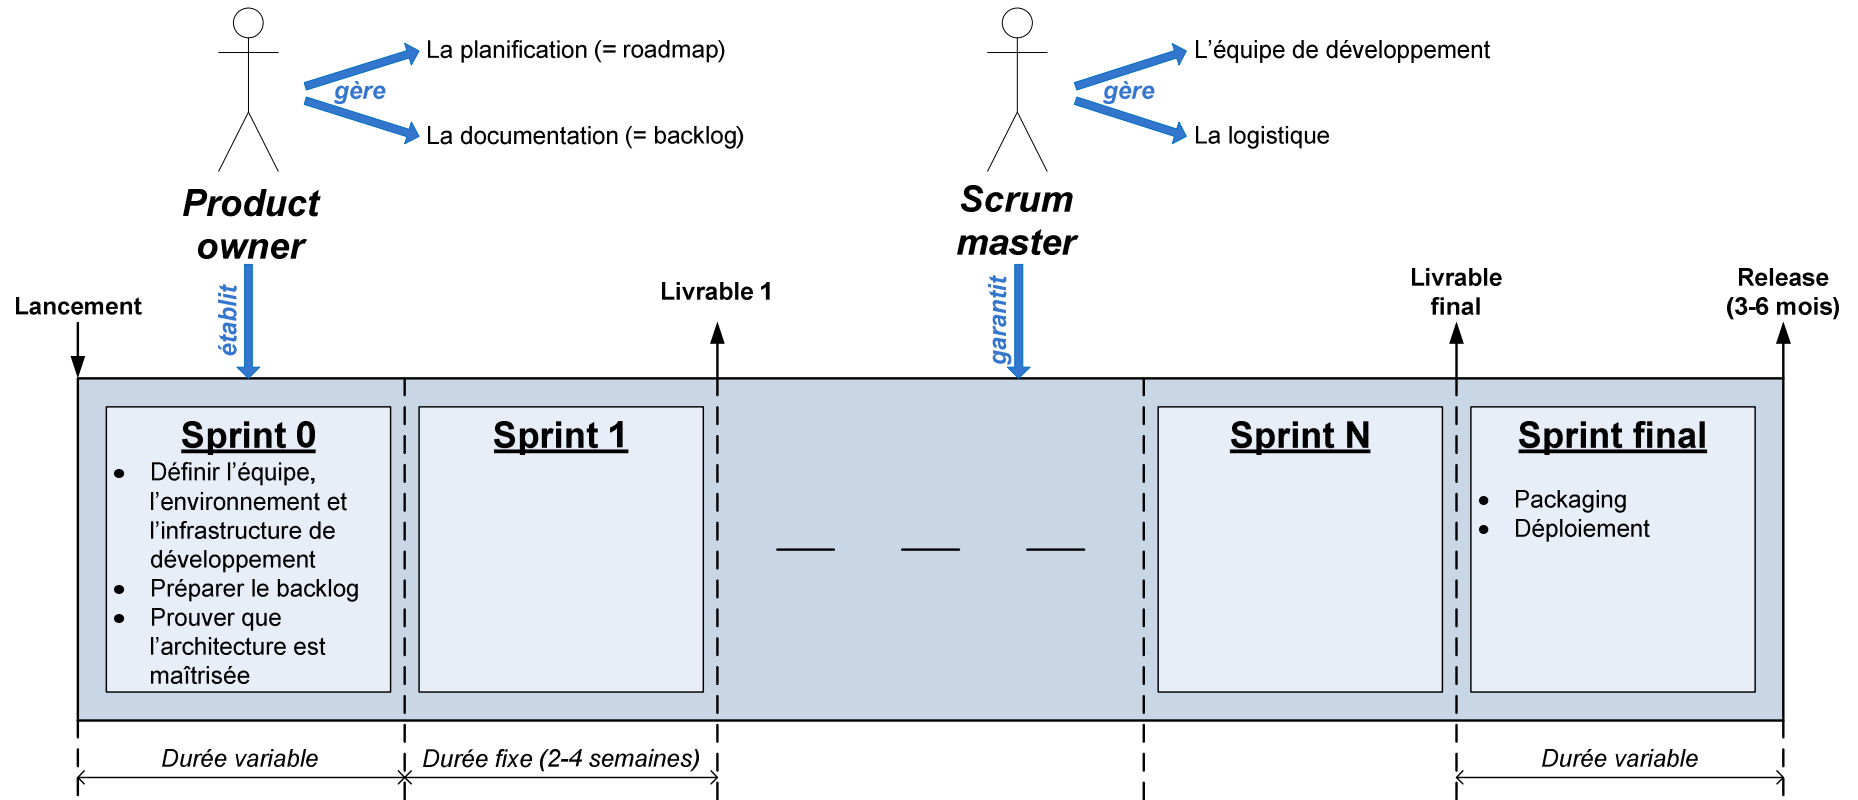 La planification (= roadmap)
gère
La documentation (= backlog)
Product
owner
L’équipe de développement
gère
La logistique
Scrum
master
Lancement
établit
Livrable 1
garantit
Livrable
final
Release
(3-6 mois)
Sprint 0
• Définir l’équipe,
l’environnement et
l’infrastructure de
développement
• Préparer le backlog
• Prouver que
l’architecture est
maîtrisée
Sprint 1
Sprint N
Sprint final
• Packaging
• Déploiement
Durée variable
Durée fixe (2-4 semaines)
Durée variable